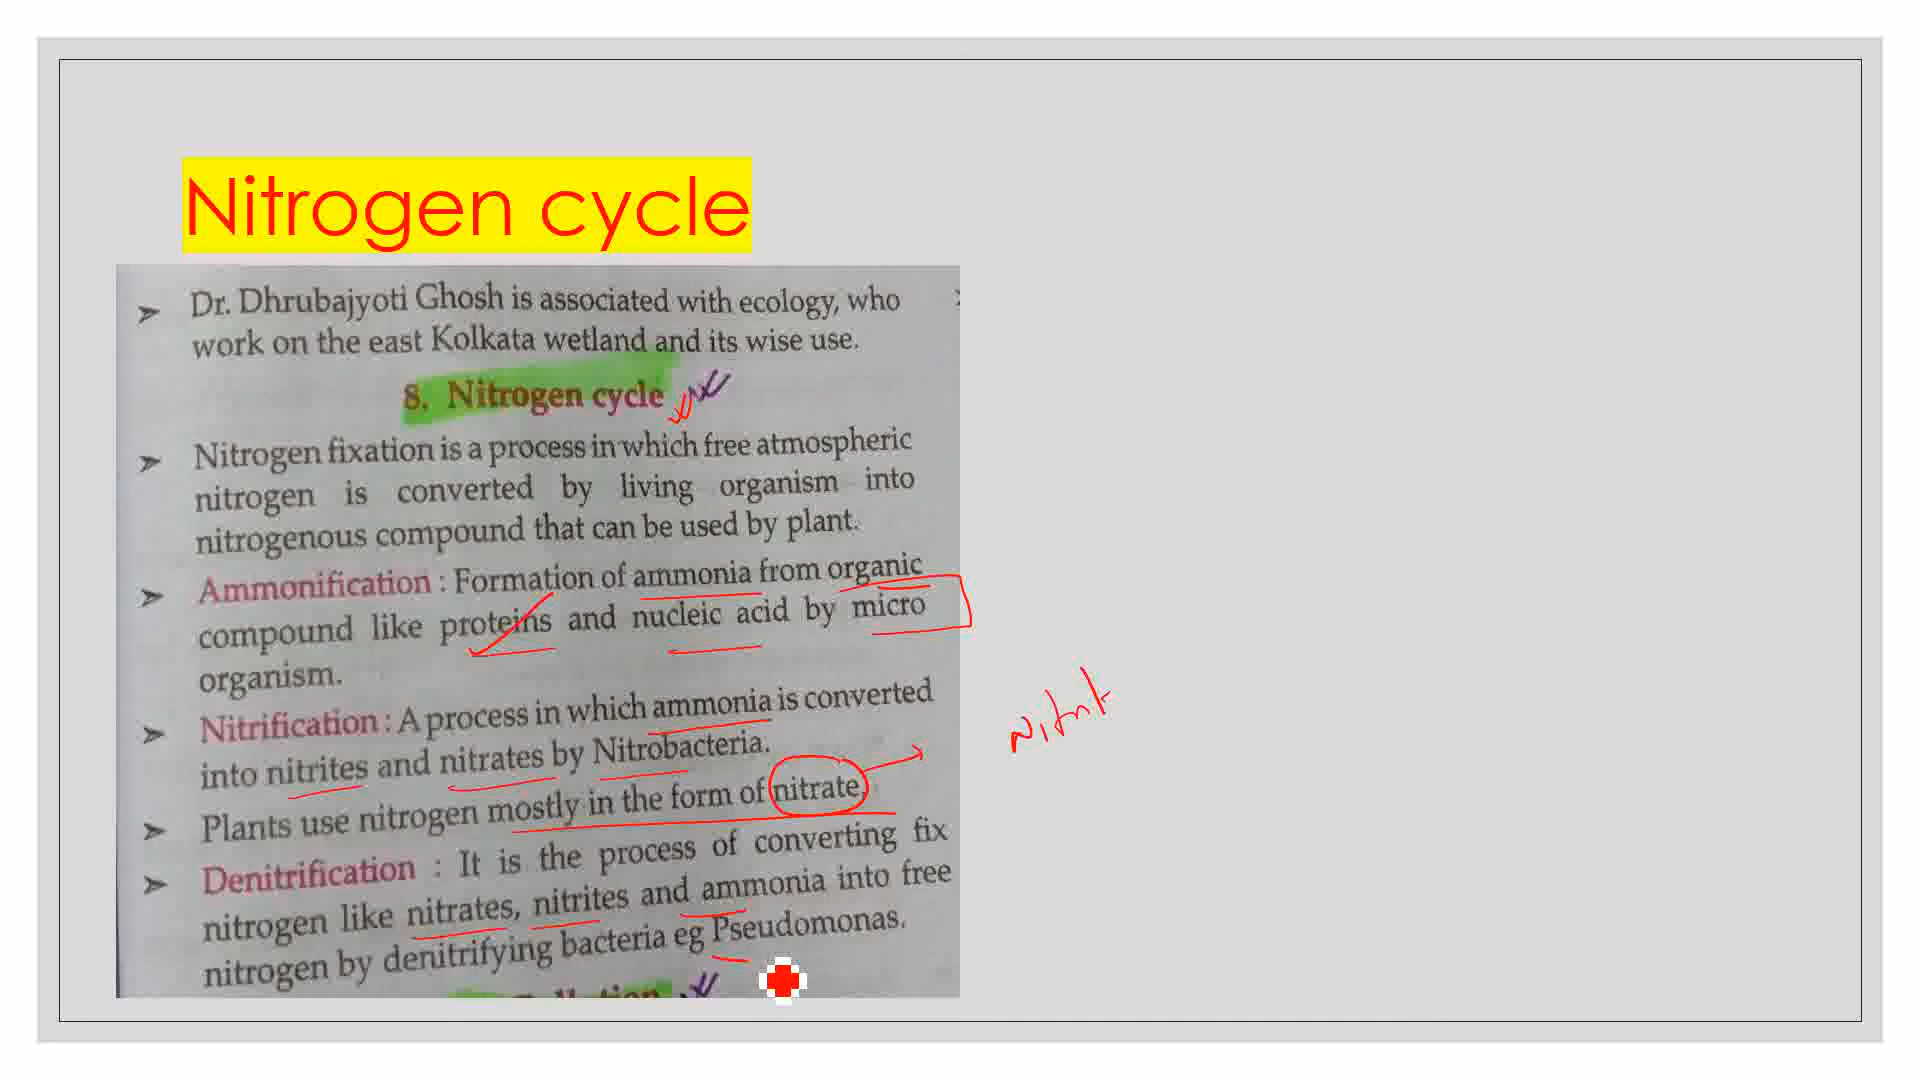 Nitrogen cycle
➤ Dr. Dhrubajyoti Ghosh is associated with ecology, who
work on the east Kolkata wetland and its wise use.
8. Nitrogen cycle
➤ Nitrogen fixation is a process in which free atmospheric
nitrogen is converted by living organism into
nitrogenous compound that can be used by plant.
➤ Ammonification : Formation of ammonia from organic
compound like proteins and nucleic acid by micro
organism.
➤ Nitrification : A process in which ammonia is converted
into nitrites and nitrates by Nitrobacteria.
➤ Plants use nitrogen mostly in the form of nitrate.
➤ Denitrification : It is the process of converting fix
nitrogen like nitrates, nitrites and ammonia into free
nitrogen by denitrifying bacteria eg Pseudomonas.